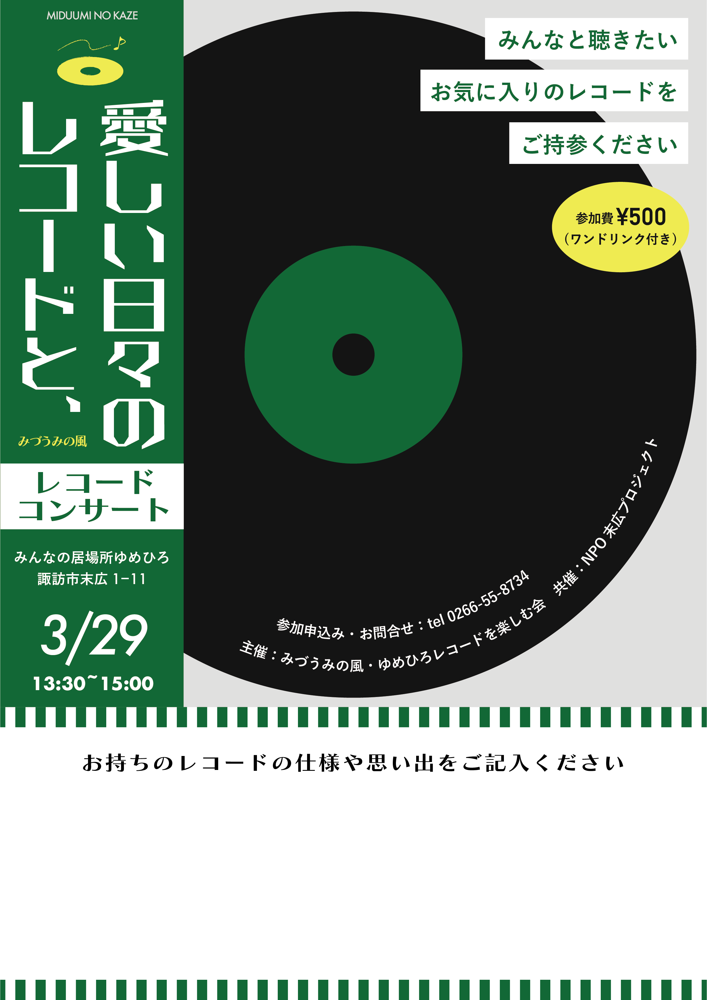 MIDUUMI NO KAZE
愛しい日々の
レコードと、
みづうみの風
レコード
コンサート
みんなの居場所ゆめひろ
諏訪市末広 1−11
3/29
13:30~15:00
みんなと聴きたい
お気に入りのレコードを
ご持参ください
参加費 ¥500
（ワンドリンク付き）
参加申込み・お問合せ：tel 0266-55-8734
主催：みづうみの風・ゆめひろレコードを楽しむ会　共催：NPO 末広プロジェクト
お持ちのレコードの仕様や思い出をご記入ください